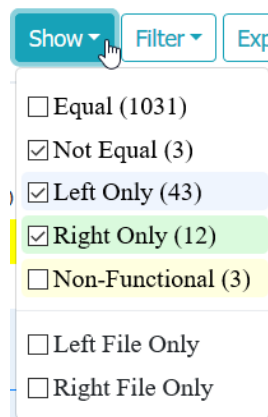 Show Filter Exp
Equal (1031)
Not Equal (3)
Left Only (43)
Right Only (12)
Non-Functional (3)
Left File Only
Right File Only